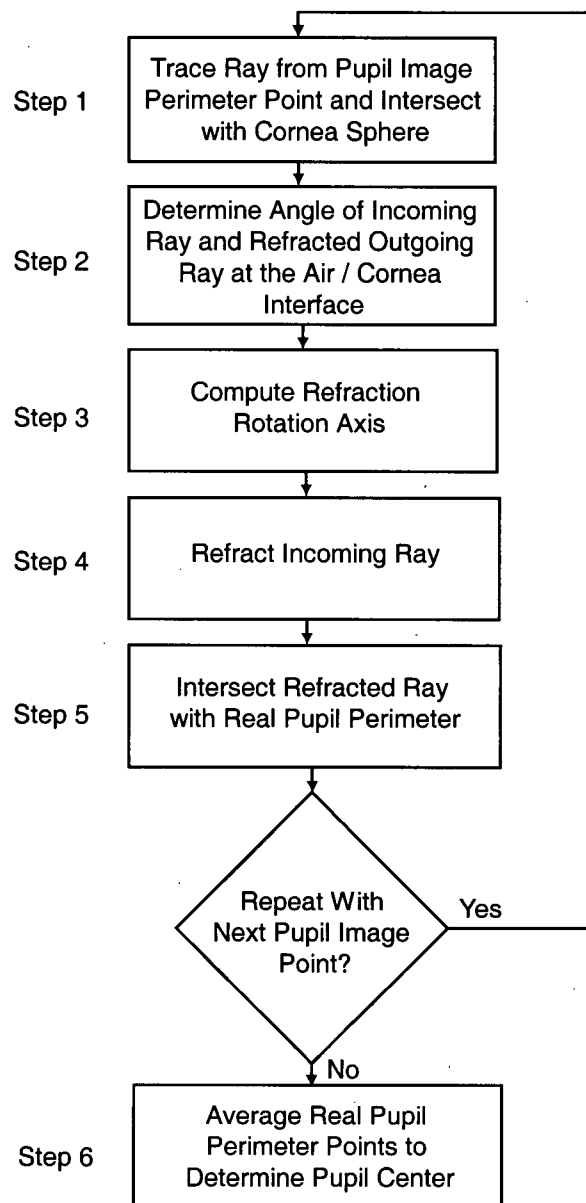 Step 1
Trace Ray from Pupil Image
Perimeter Point and Intersect
with Cornea Sphere
Step 2
Determine Angle of Incoming
Ray and Refracted Outgoing
Ray at the Air / Cornea
Interface
Step 3
Compute Refraction
Rotation Axis
Step 4
Refract Incoming Ray
Step 5
Intersect Refracted Ray
with Real Pupil Perimeter
Repeat With
Next Pupil Image
Point?
Yes
No
Step 6
Average Real Pupil
Perimeter Points to
Determine Pupil Center